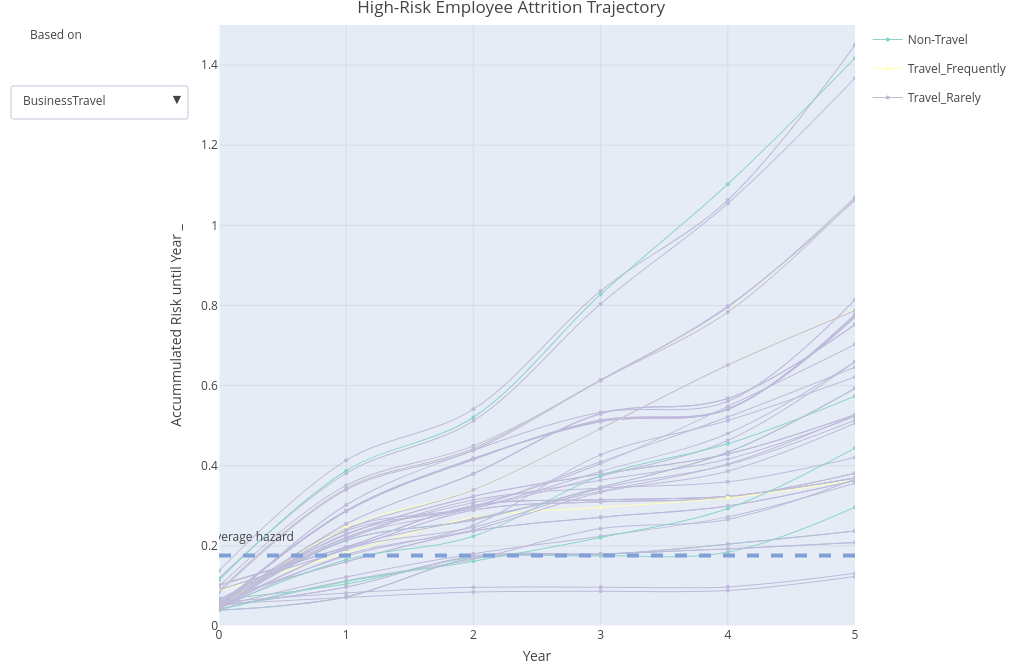 High-Risk Employee Attrition Trajectory
Based on
BusinessTravel
▼
Non-Travel
Travel_Frequently
Travel_Rarely
Accummulated Risk until Year _
1.4
1.2
1
0.8
0.6
0.4
0.2
0
verage hazard
0
1
2
3
4
5
Year